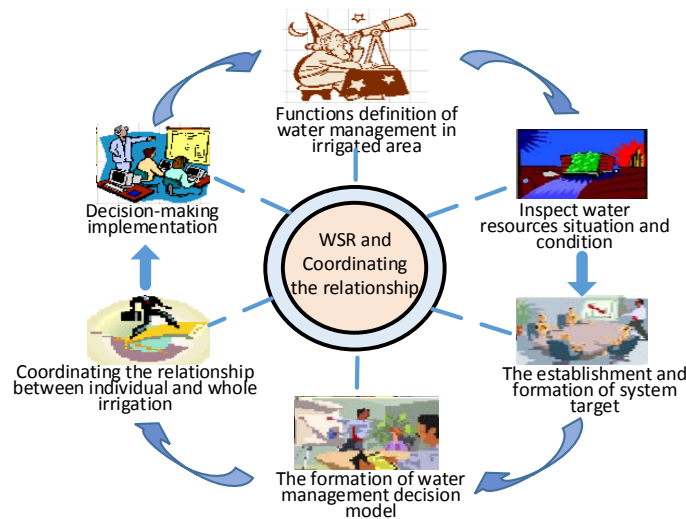 Functions definition of
water management in
irrigated area
Decision-making
implementation
Inspect water
resources situation and
condition
WSR and
Coordinating
the relationship
Coordinating the relationship
between individual and whole
irrigation
The establishment and
formation of system
target
The formation of water
management decision
model